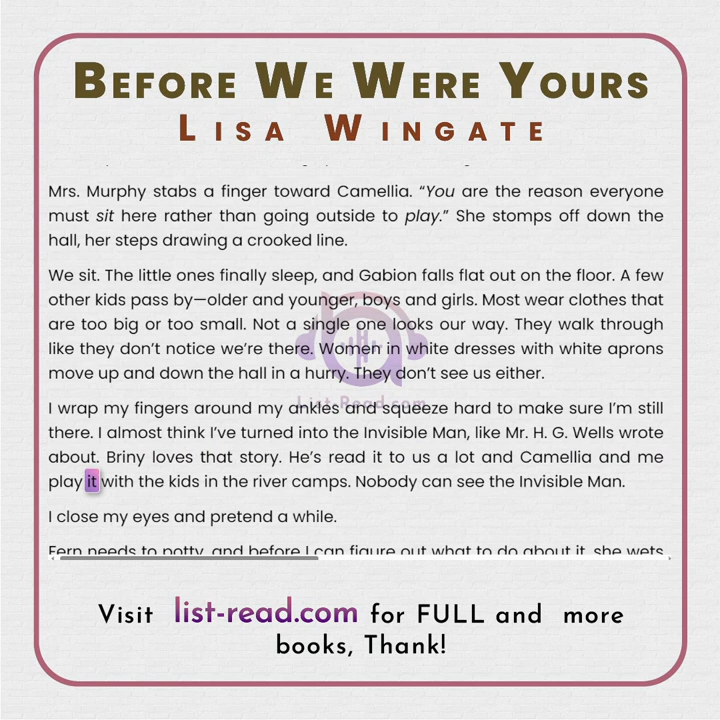 BEFORE WE WERE YOURS
LISA WINGATE
Mrs. Murphy stabs a finger toward Camellia. “You are the reason everyone
must sit here rather than going outside to play.” She stomps off down the
hall, her steps drawing a crooked line.
We sit. The little ones finally sleep, and Gabion falls flat out on the floor. A few
other kids pass by—older and younger, boys and girls. Most wear clothes that
are too big or too small. Not a single one looks our way. They walk through
like they don’t notice we’re there. Women in white dresses with white aprons
move up and down the hall in a hurry. They don’t see us either.
List-Read.com
I wrap my fingers around my ankles and squeeze hard to make sure I’m still
there. I almost think I’ve turned into the Invisible Man, like Mr. H. G. Wells wrote
about. Briny loves that story. He’s read it to us a lot and Camellia and me
play it with the kids in the river camps. Nobody can see the Invisible Man.
I close my eyes and pretend a while.
Fern needs to potty, and before I can figure out what to do about it, she wets
Visit list-read.com for FULL and more
books, Thank!